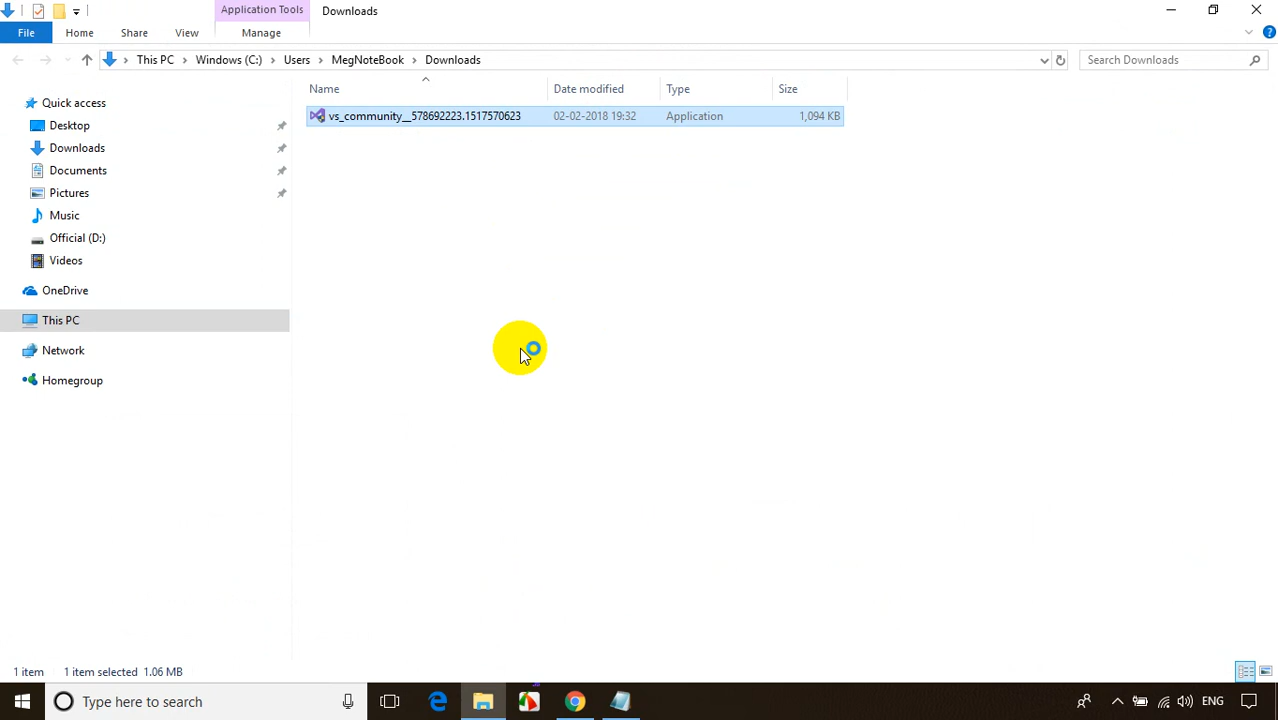 Application Tools Downloads
File Home Share View Manage
This PC Windows (C:) Users MegNoteBook Downloads Search Downloads
Name Date modified Type Size
vs_community__578692223.1517570623 02-02-2018 19:32 Application 1,094 KB
Quick access
Desktop
Downloads
Documents
Pictures
Music
Official (D:)
Videos
OneDrive
This PC
Network
Homegroup
1 item 1 item selected 1.06 MB
Type here to search ENG